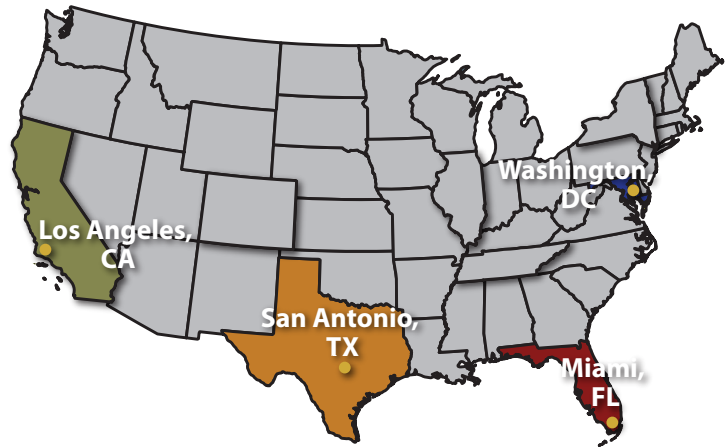 Washington,
DC
Los Angeles,
CA
San Antonio,
TX
Miami,
FL